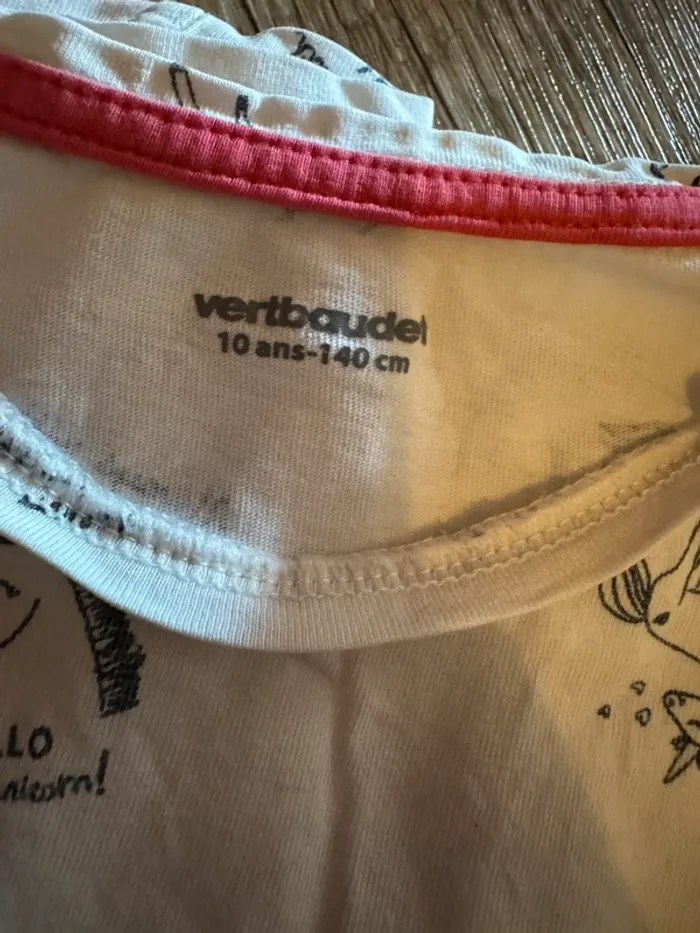 vertbaudet
10 ans-140 cm
LLO
nicorn!